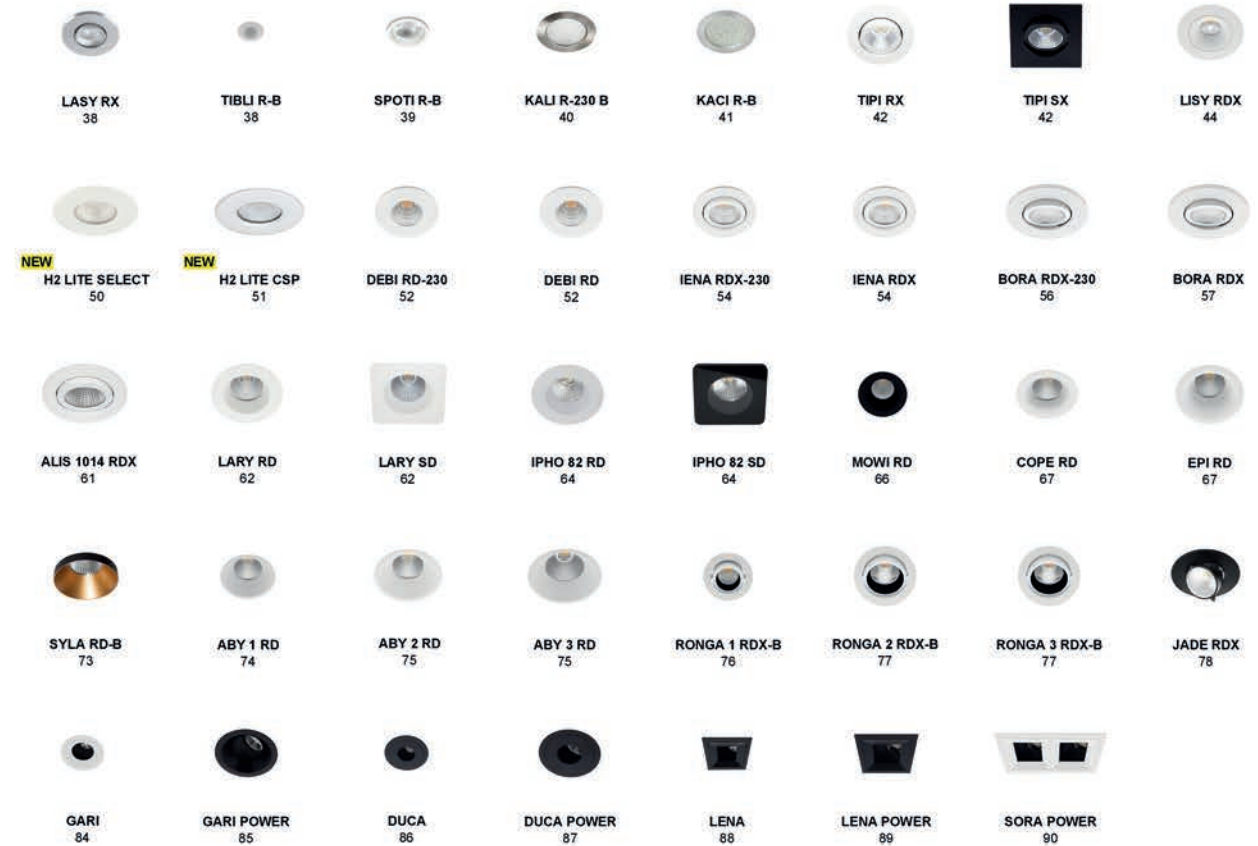 LASY RX
38
TIBLI R-B
38
SPOTI R-B
39
KALI R-230 B
40
KACI R-B
41
TIPI RX
42
TIPI SX
42
LISY RDX
44
NEW
H2 LITE SELECT
50
NEW
H2 LITE CSP
51
DEBI RD-230
52
DEBI RD
52
IENA RDX-230
54
IENA RDX
54
BORA RDX-230
56
BORA RDX
57
ALIS 1014 RDX
61
LARY RD
62
LARY SD
62
IPHO 82 RD
64
IPHO 82 SD
64
MOWI RD
66
COPE RD
67
EPI RD
67
SYLA RD-B
73
ABY 1 RD
74
ABY 2 RD
75
ABY 3 RD
75
RONGA 1 RDX-B
76
RONGA 2 RDX-B
77
RONGA 3 RDX-B
77
JADE RDX
78
GARI
84
GARI POWER
85
DUCA
86
DUCA POWER
87
LENA
88
LENA POWER
89
SORA POWER
90